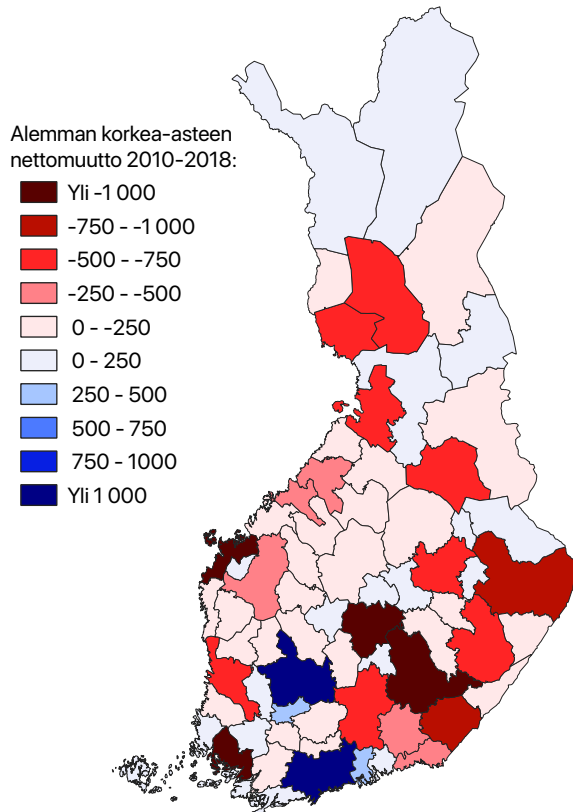 Alemman korkea-asteen
nettomuutto 2010-2018:
Yli -1 000
-750 - -1 000
-500 - -750
-250 - -500
0 - -250
0 - 250
250 - 500
500 - 750
750 - 1000
Yli 1 000